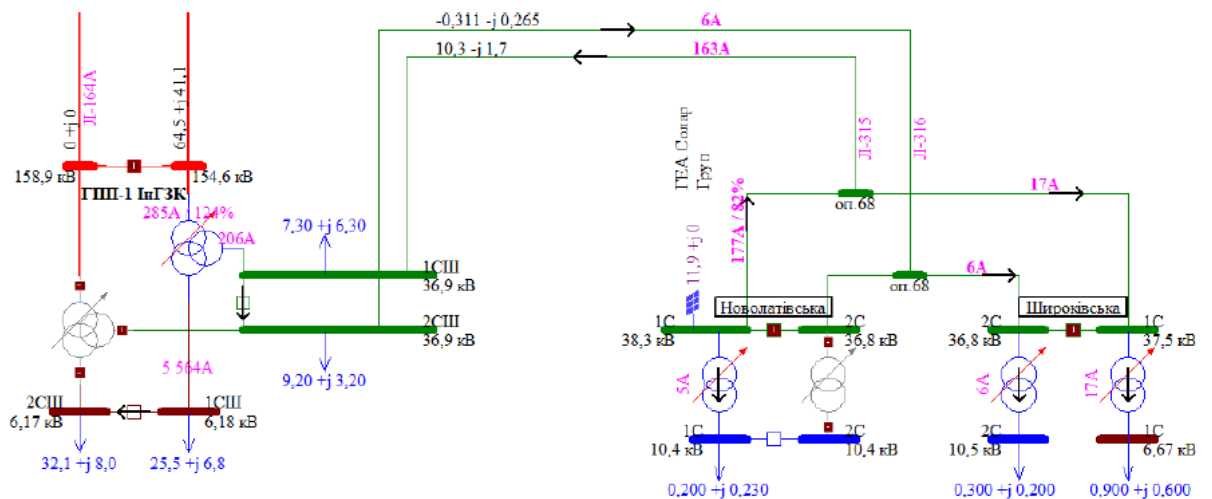 -0,311 -j 0,265
6А
10,3 -j 1,7
163А
Л-164А
0 +j 0
64,5 +j 41,1
Л-315
Л-316
158,9 кВ
154,6 кВ
ГПП-1 ІнГЗК
285А / 124%
206А
7,30 +j 6,30
ГЕА Солар
Груп
11,9 +j 0
177А / 82%
оп.68
17А
1СШ
36,9 кВ
оп.68
6А
2СШ
36,9 кВ
Новолатівська
Широківська
1С
38,3 кВ
2С
36,8 кВ
2С
36,8 кВ
1С
37,5 кВ
9,20 +j 3,20
5 564А
5А
6А
17А
2СШ
6,17 кВ
1СШ
6,18 кВ
1С
10,4 кВ
2С
10,4 кВ
2С
10,5 кВ
1С
6,67 кВ
32,1 +j 8,0
25,5 +j 6,8
0,200 +j 0,230
0,300 +j 0,200
0,900 +j 0,600